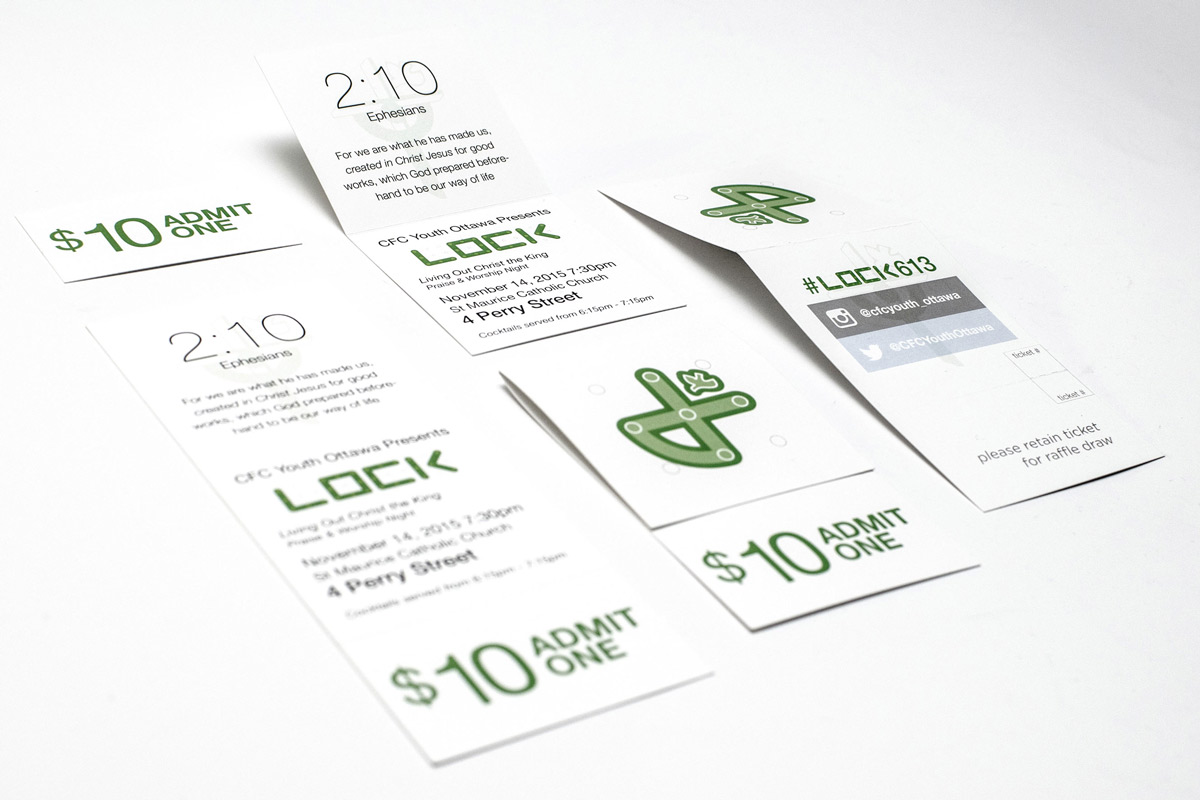 2:10
Ephesians
For we are what he has made us,
created in Christ Jesus for good
works, which God prepared before-
hand to be our way of life
CFC Youth Ottawa Presents
LOCK
Living Out Christ the King
Praise & Worship Night
November 14, 2015 7:30pm
St Maurice Catholic Church
4 Perry Street
Cocktails served from 6:15pm - 7:15pm
$10 ADMIT
ONE
2:10
Ephesians
For we are what he has made us,
created in Christ Jesus for good
works, which God prepared before-
hand to be our way of life
CFC Youth Ottawa Presents
LOCK
Living Out Christ the King
Praise & Worship Night
November 14, 2015 7:30pm
St Maurice Catholic Church
4 Perry Street
Cocktails served from 6:15pm - 7:15pm
$10 ADMIT
ONE
$10 ADMIT
ONE
#LOCK613
@cfcyouth_ottawa
@CFCYouthOttawa
ticket #
ticket #
please retain ticket
for raffle draw